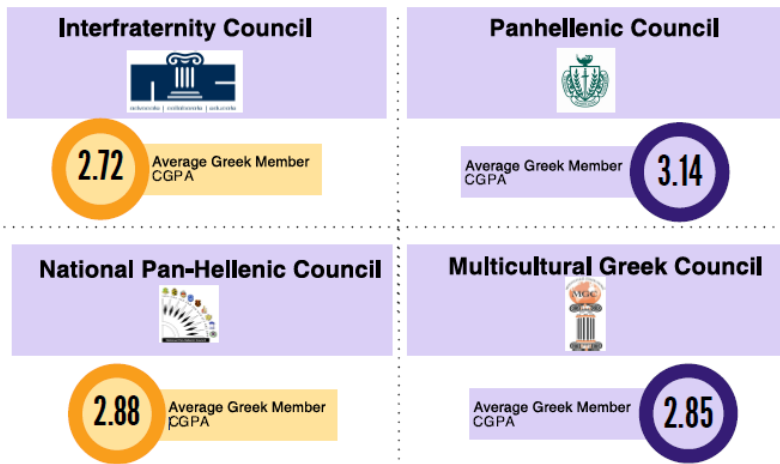 Interfraternity Council
Panhellenic Council
2.72
Average Greek Member
CGPA
Average Greek Member
CGPA
3.14
National Pan-Hellenic Council
Multicultural Greek Council
MGC
2.88
Average Greek Member
CGPA
Average Greek Member
CGPA
2.85